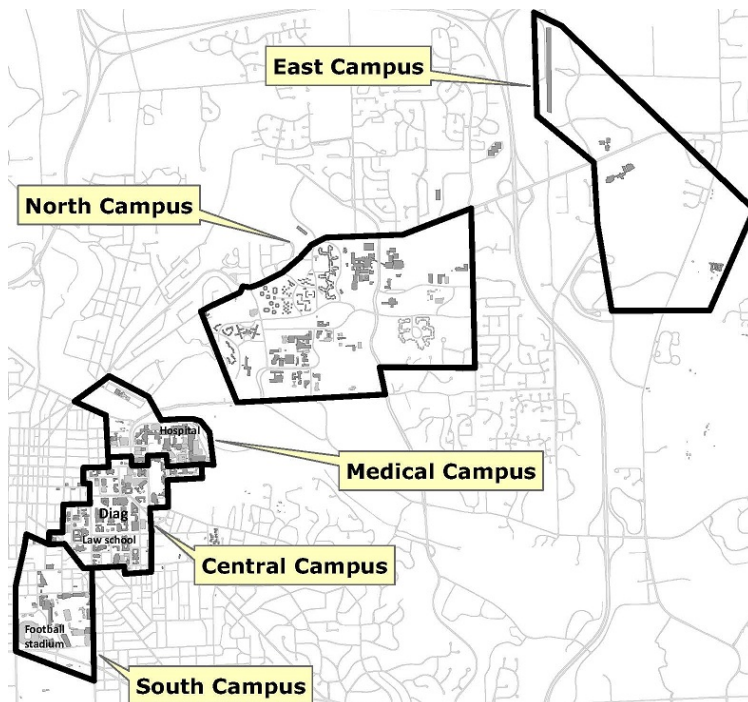 East Campus
North Campus
Hospital
Medical Campus
Diag
Law school
Central Campus
Football
stadium
South Campus